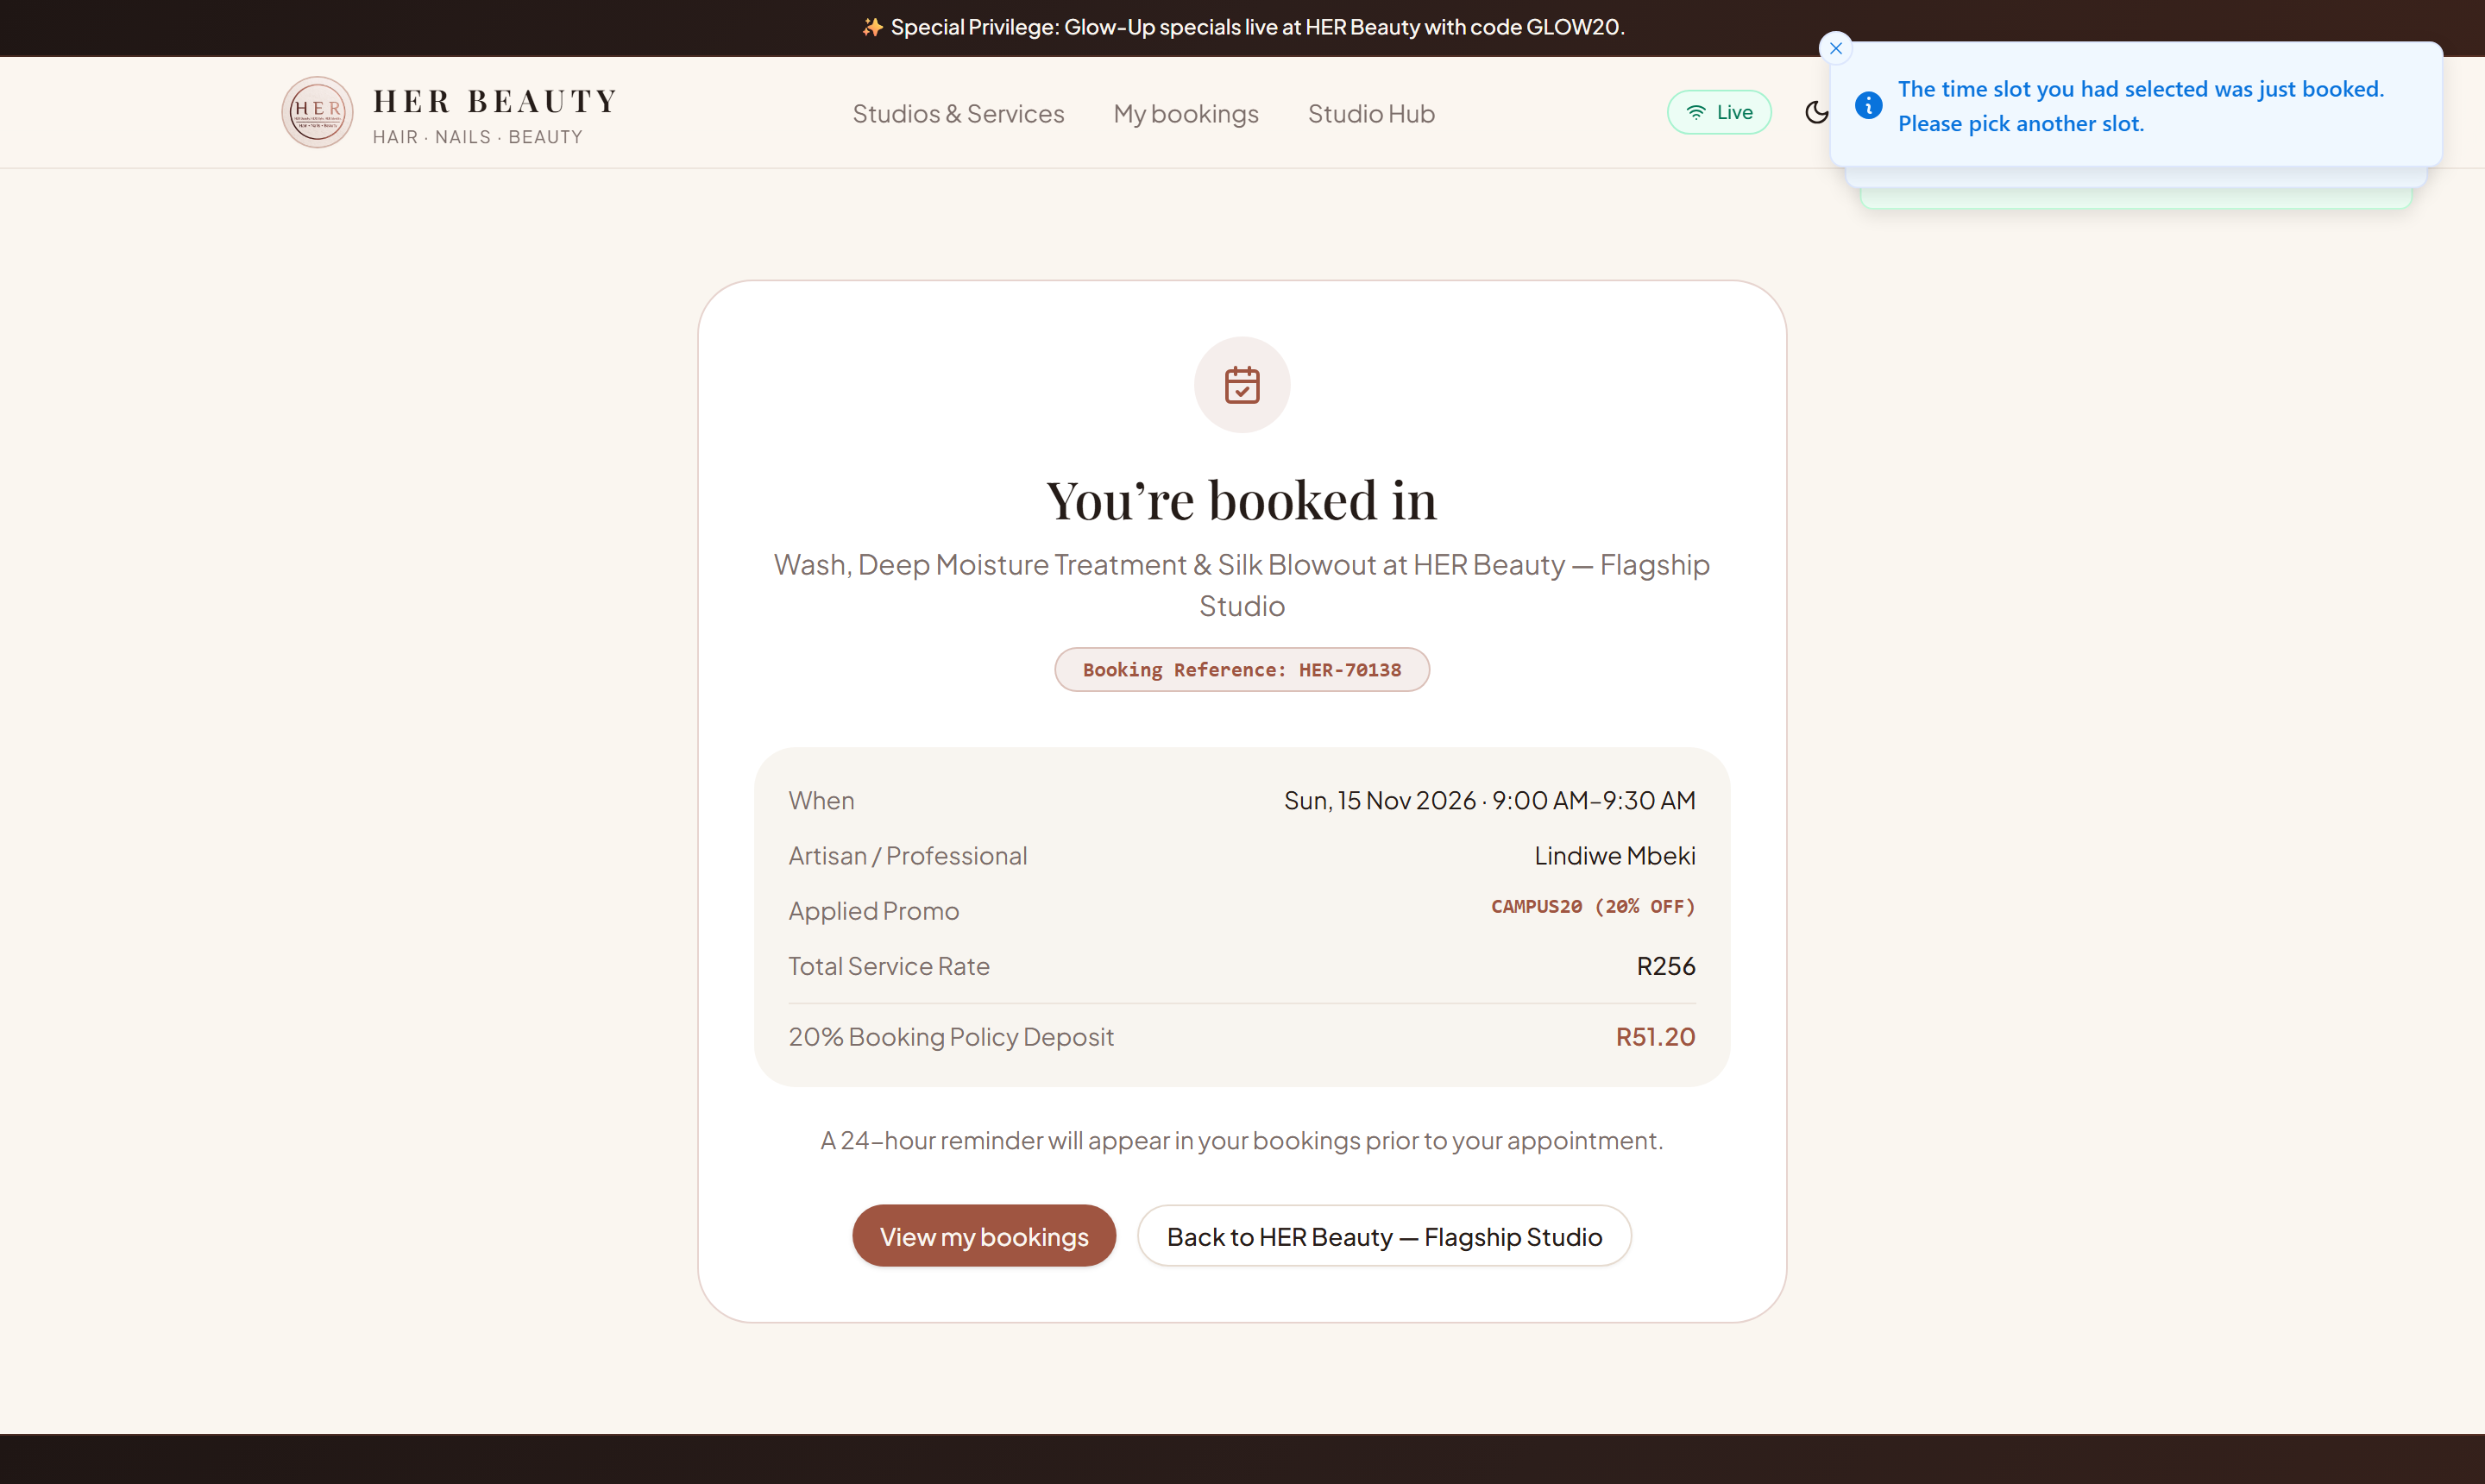 ✨ Special Privilege: Glow-Up specials live at HER Beauty with code GLOW20.
HER
HER BEAUTY
HAIR · NAILS · BEAUTY
Studios & Services
My bookings
Studio Hub
Live
The time slot you had selected was just booked.
Please pick another slot.
You’re booked in
Wash, Deep Moisture Treatment & Silk Blowout at HER Beauty — Flagship
Studio
Booking Reference: HER-70138
When Sun, 15 Nov 2026 · 9:00 AM–9:30 AM
Artisan / Professional Lindiwe Mbeki
Applied Promo CAMPUS20 (20% OFF)
Total Service Rate R256
20% Booking Policy Deposit R51.20
A 24-hour reminder will appear in your bookings prior to your appointment.
View my bookings
Back to HER Beauty — Flagship Studio